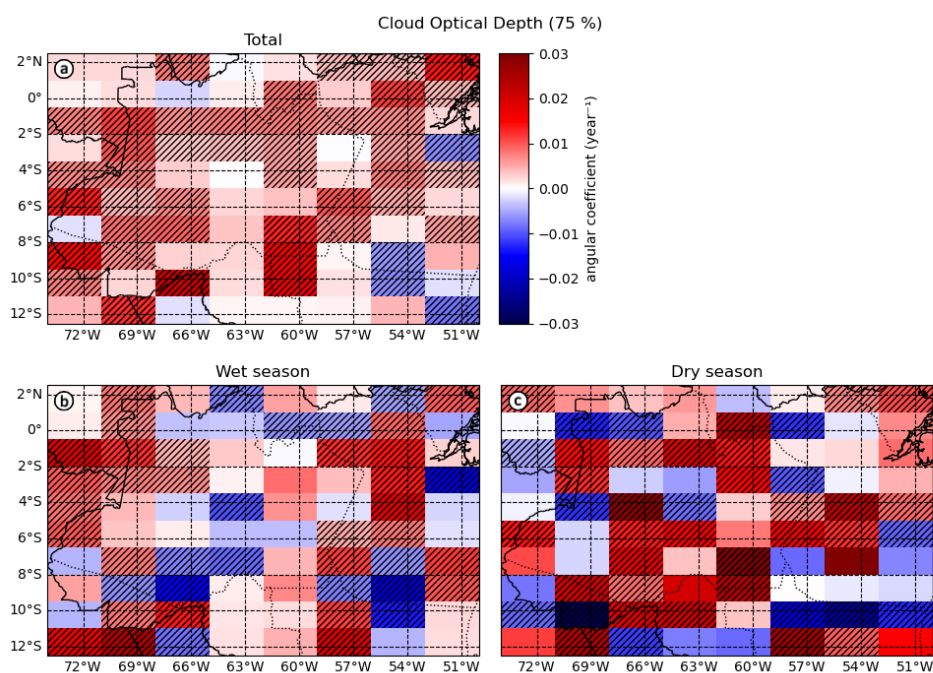 Cloud Optical Depth (75 %)
Total
a
2°N
0°
2°S
4°S
6°S
8°S
10°S
12°S
72°W 69°W 66°W 63°W 60°W 57°W 54°W 51°W
0.03
0.02
0.01
0.00
−0.01
−0.02
−0.03
angular coefficient (year⁻¹)
Wet season
b
2°N
0°
2°S
4°S
6°S
8°S
10°S
12°S
72°W 69°W 66°W 63°W 60°W 57°W 54°W 51°W
Dry season
c
72°W 69°W 66°W 63°W 60°W 57°W 54°W 51°W